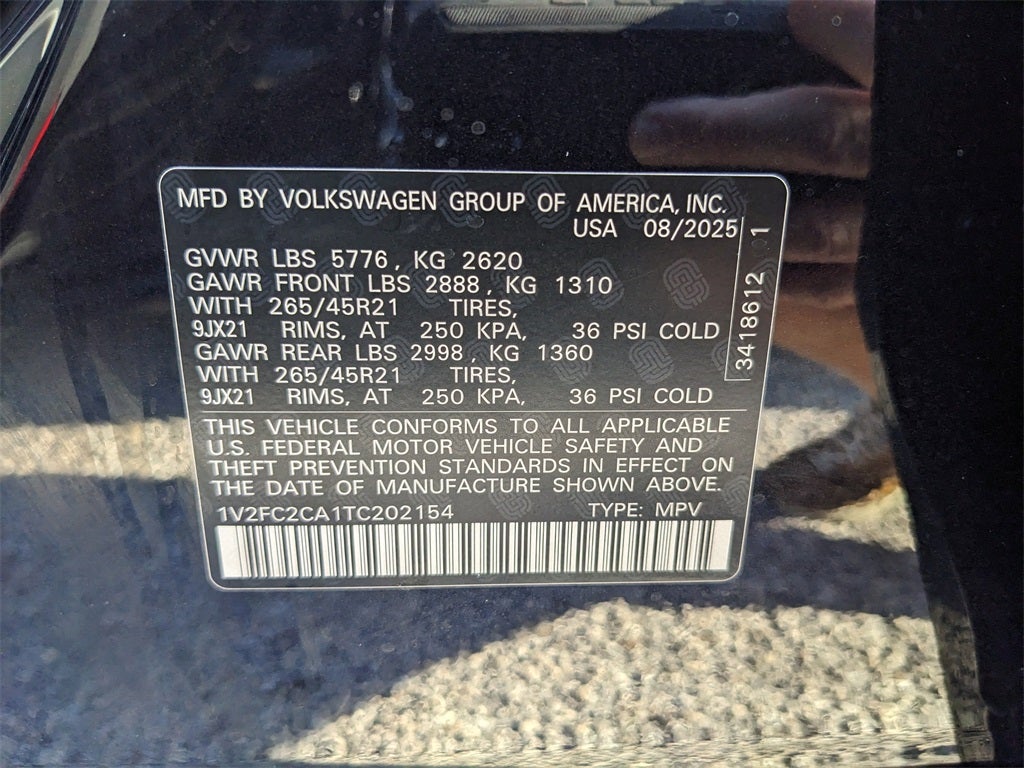 MFD BY VOLKSWAGEN GROUP OF AMERICA, INC.
USA 08/2025
GVWR LBS 5776, KG 2620
GAWR FRONT LBS 2888, KG 1310
WITH 265/45R21 TIRES,
9JX21 RIMS, AT 250 KPA, 36 PSI COLD
GAWR REAR LBS 2998, KG 1360
WITH 265/45R21 TIRES,
9JX21 RIMS, AT 250 KPA, 36 PSI COLD
3418612 01
THIS VEHICLE CONFORMS TO ALL APPLICABLE
U.S. FEDERAL MOTOR VEHICLE SAFETY AND
THEFT PREVENTION STANDARDS IN EFFECT ON
THE DATE OF MANUFACTURE SHOWN ABOVE.
1V2FC2CA1TC202154 TYPE: MPV